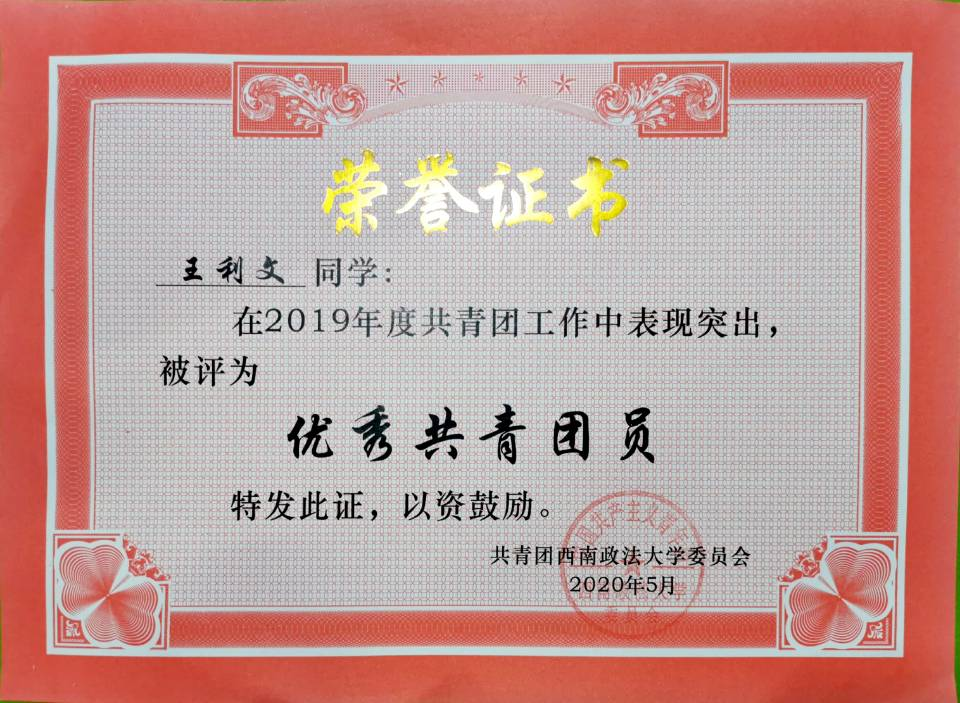 荣誉证书
王利文 同学：
在2019年度共青团工作中表现突出，
被评为
优秀共青团员
特发此证，以资鼓励。
共青团西南政法大学委员会
2020年5月